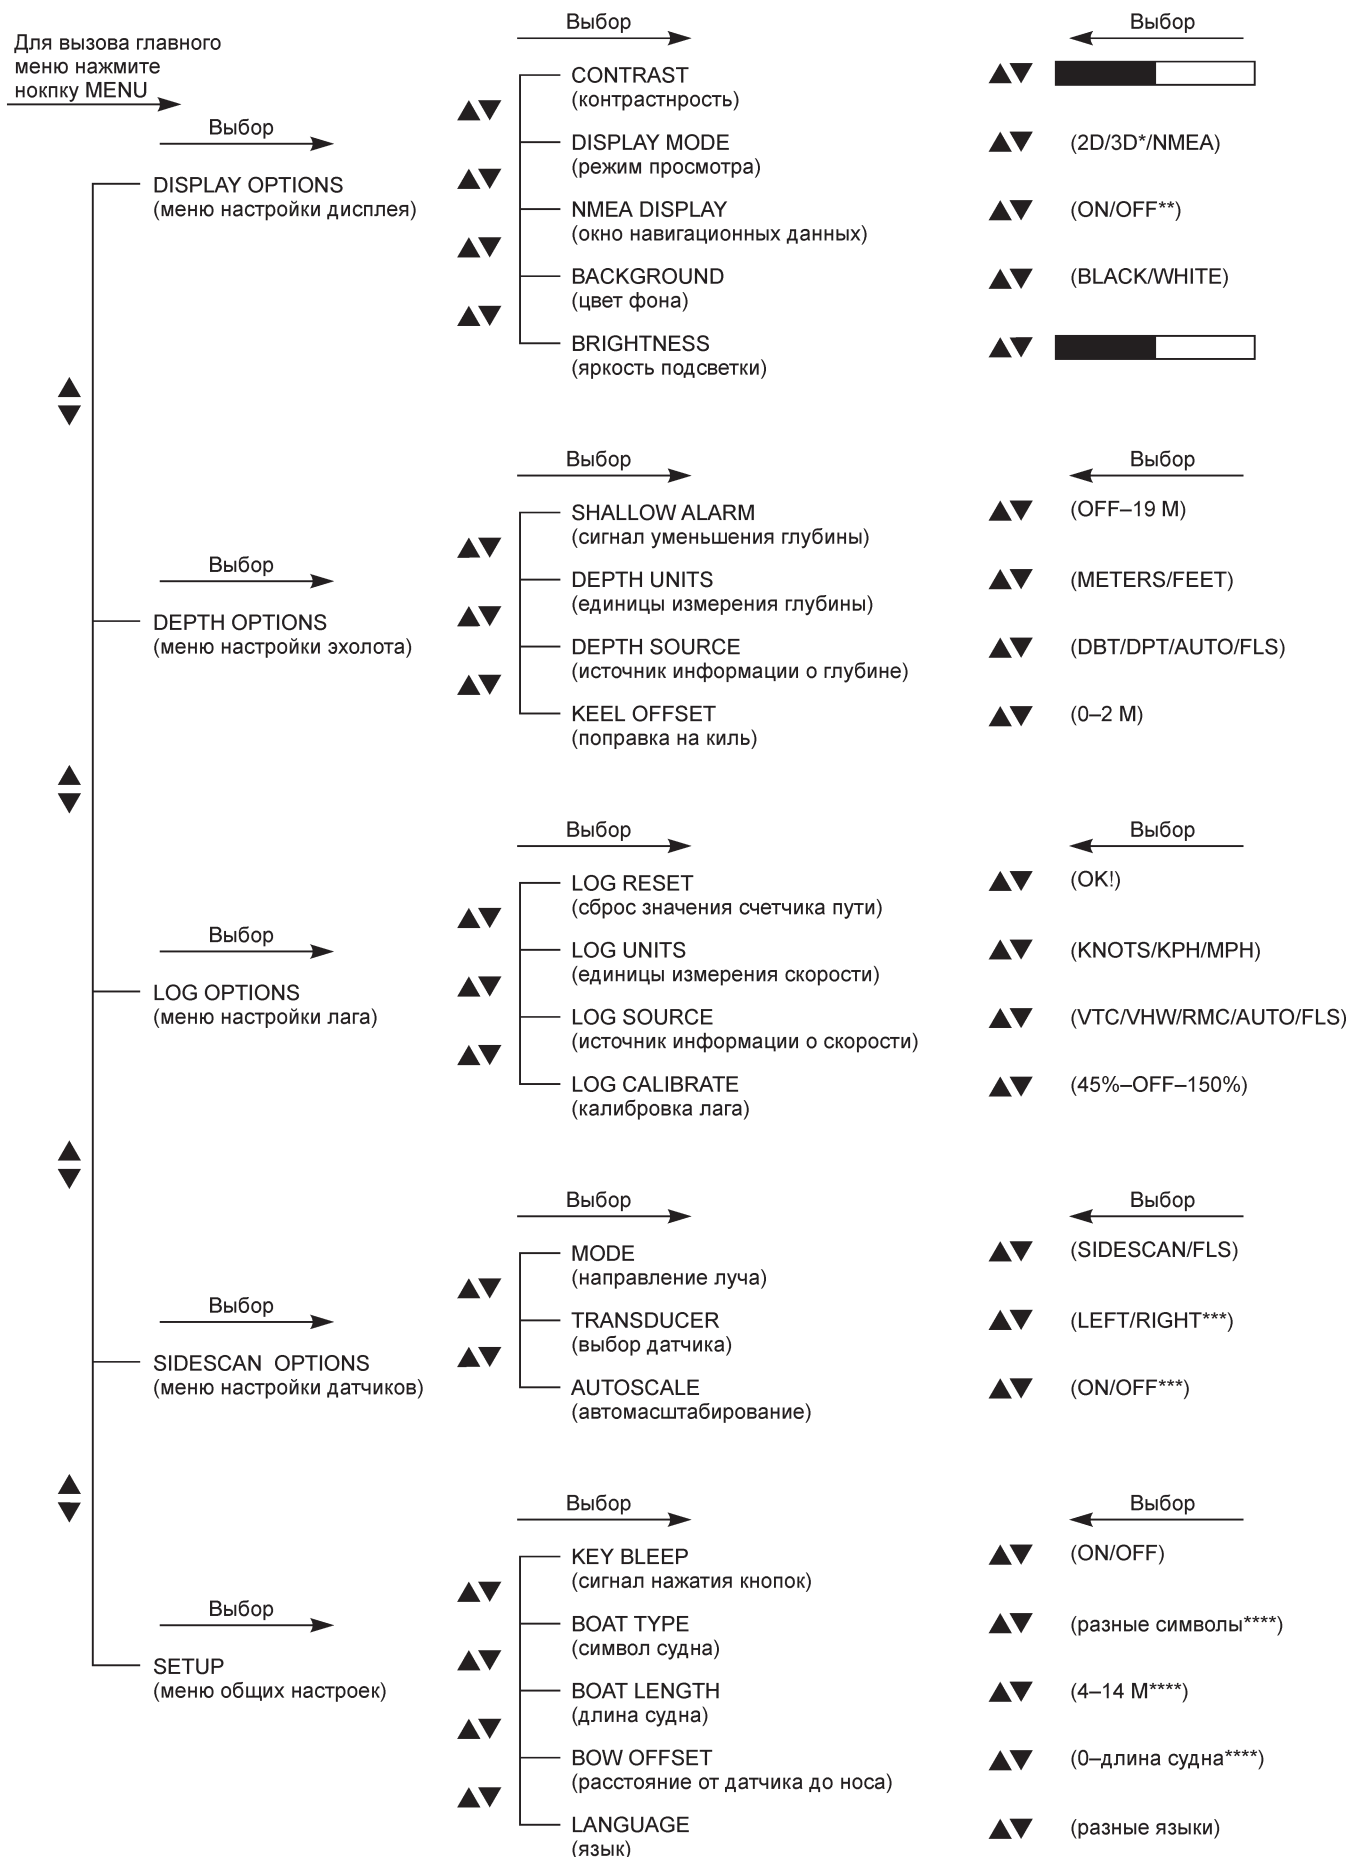 Для вызова главного
меню нажмите
нокпку MENU
Выбор
Выбор
Выбор
DISPLAY OPTIONS
(меню настройки дисплея)
CONTRAST
(контрастнрость)
DISPLAY MODE
(режим просмотра)
(2D/3D*/NMEA)
NMEA DISPLAY
(окно навигационных данных)
(ON/OFF**)
BACKGROUND
(цвет фона)
(BLACK/WHITE)
BRIGHTNESS
(яркость подсветки)
Выбор
Выбор
Выбор
DEPTH OPTIONS
(меню настройки эхолота)
SHALLOW ALARM
(сигнал уменьшения глубины)
(OFF–19 M)
DEPTH UNITS
(единицы измерения глубины)
(METERS/FEET)
DEPTH SOURCE
(источник информации о глубине)
(DBT/DPT/AUTO/FLS)
KEEL OFFSET
(поправка на киль)
(0–2 M)
Выбор
Выбор
Выбор
LOG OPTIONS
(меню настройки лага)
LOG RESET
(сброс значения счетчика пути)
(OK!)
LOG UNITS
(единицы измерения скорости)
(KNOTS/KPH/MPH)
LOG SOURCE
(источник информации о скорости)
(VTC/VHW/RMC/AUTO/FLS)
LOG CALIBRATE
(калибровка лага)
(45%–OFF–150%)
Выбор
Выбор
Выбор
SIDESCAN OPTIONS
(меню настройки датчиков)
MODE
(направление луча)
(SIDESCAN/FLS)
TRANSDUCER
(выбор датчика)
(LEFT/RIGHT***)
AUTOSCALE
(автомасштабирование)
(ON/OFF***)
Выбор
Выбор
Выбор
SETUP
(меню общих настроек)
KEY BLEEP
(сигнал нажатия кнопок)
(ON/OFF)
BOAT TYPE
(символ судна)
(разные символы****)
BOAT LENGTH
(длина судна)
(4–14 M****)
BOW OFFSET
(расстояние от датчика до носа)
(0–длина судна****)
LANGUAGE
(язык)
(разные языки)